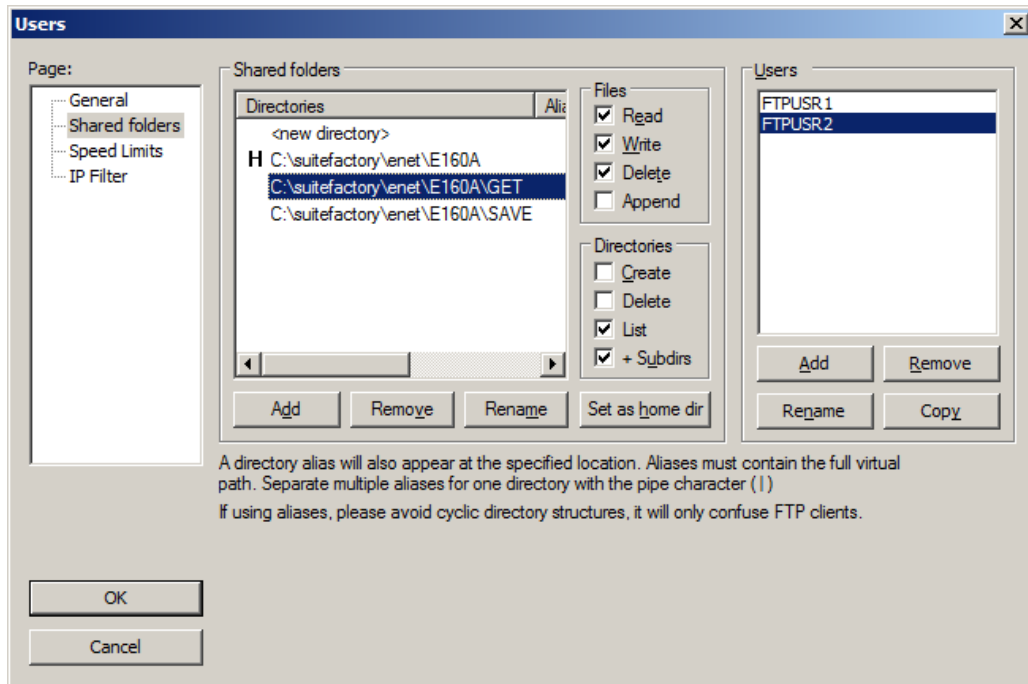 Users
Page:
General
Shared folders
Speed Limits
IP Filter
Shared folders
Directories Alia
<new directory>
H C:\suitefactory\enet\E160A
C:\suitefactory\enet\E160A\GET
C:\suitefactory\enet\E160A\SAVE
Files
Read
Write
Delete
Append
Directories
Create
Delete
List
+ Subdirs
Add Remove Rename Set as home dir
Users
FTPUSR1
FTPUSR2
Add Remove
Rename Copy
A directory alias will also appear at the specified location. Aliases must contain the full virtual
path. Separate multiple aliases for one directory with the pipe character (|)
If using aliases, please avoid cyclic directory structures, it will only confuse FTP clients.
OK
Cancel